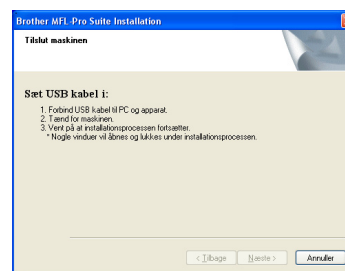 Brother MFL-Pro Suite Installation
Tilslut maskinen
Sæt USB kabel i:
1. Forbind USB kabel til PC og apparat.
2. Tænd for maskinen.
3. Vent på at installationsprocessen fortsætter.
* Nogle vinduer vil åbnes og lukkes under installationsprocessen.
< Tilbage
Næste >
Annuller